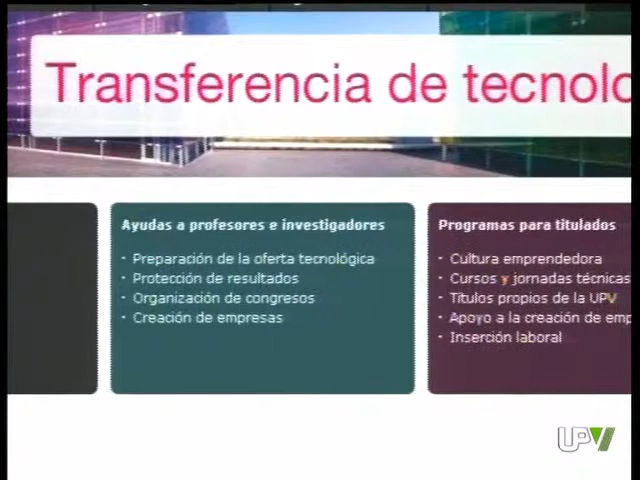 Transferencia de tecnolo
Ayudas a profesores e investigadores
· Preparación de la oferta tecnológica
· Protección de resultados
· Organización de congresos
· Creación de empresas
Programas para titulados
· Cultura emprendedora
· Cursos y jornadas técnicas
· Títulos propios de la UPV
· Apoyo a la creación de emp
· Inserción laboral
UPV